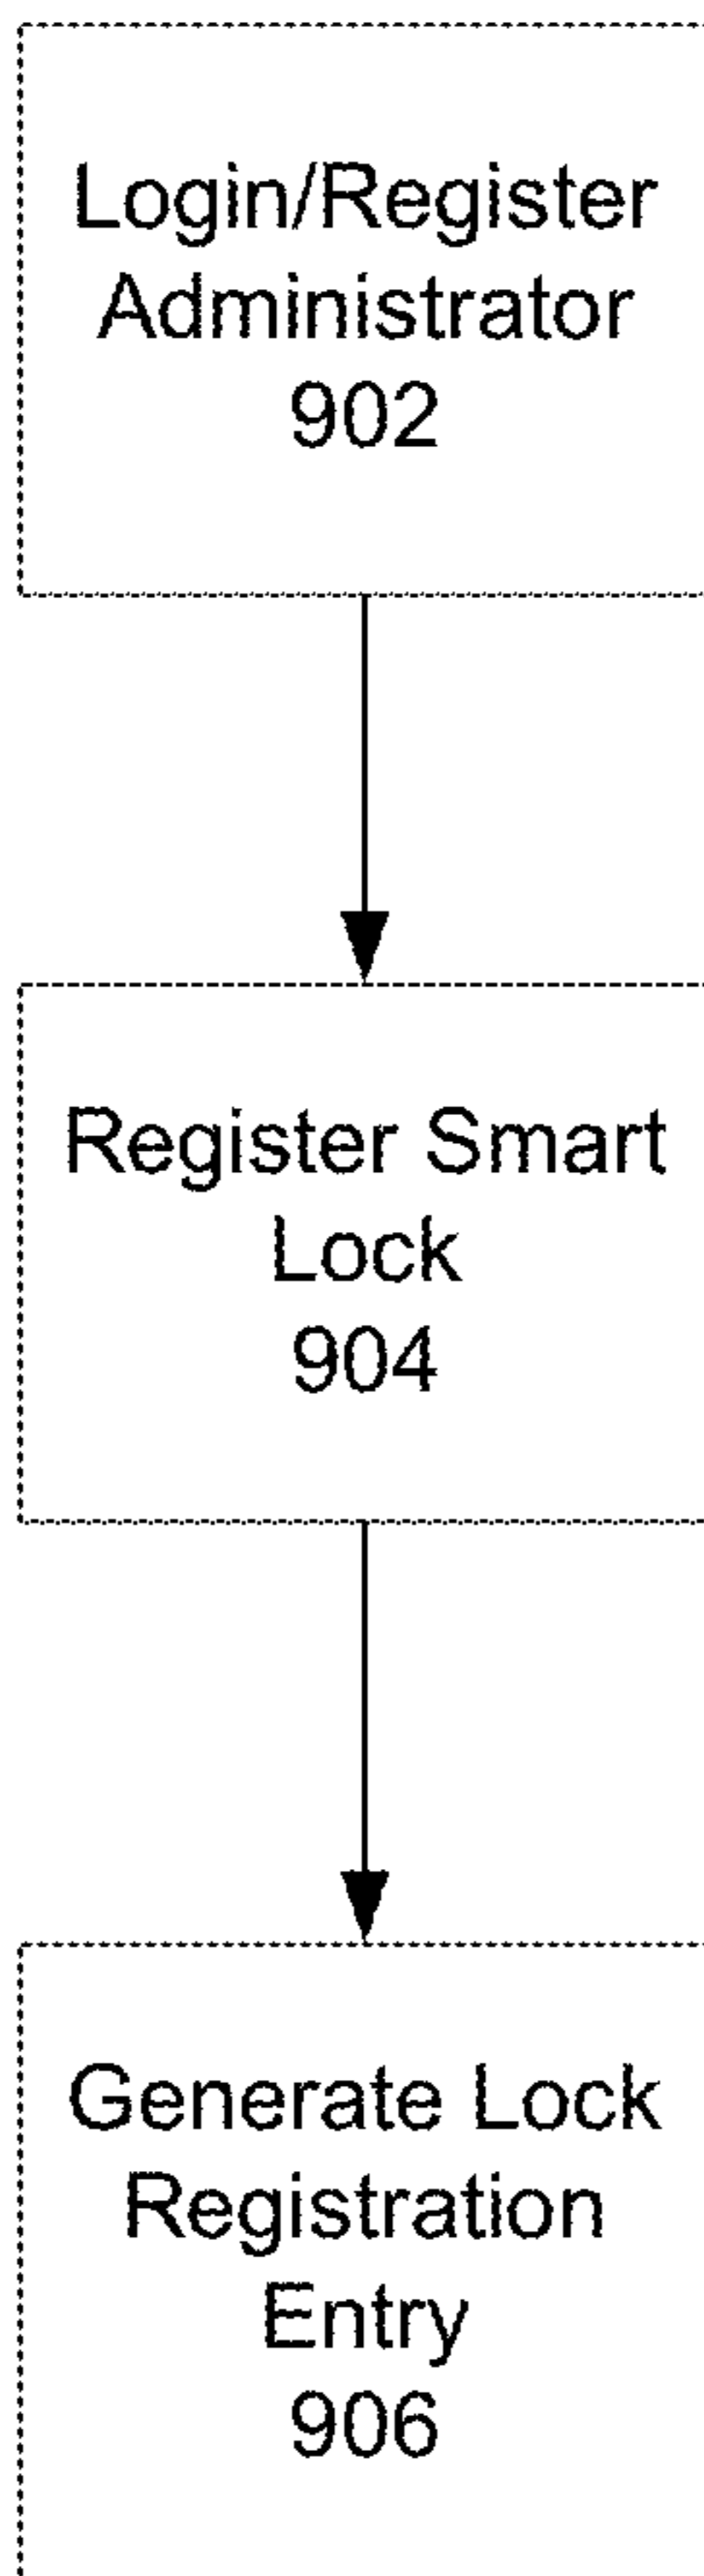 Login/Register
Administrator
902
Register Smart
Lock
904
Generate Lock
Registration
Entry
906